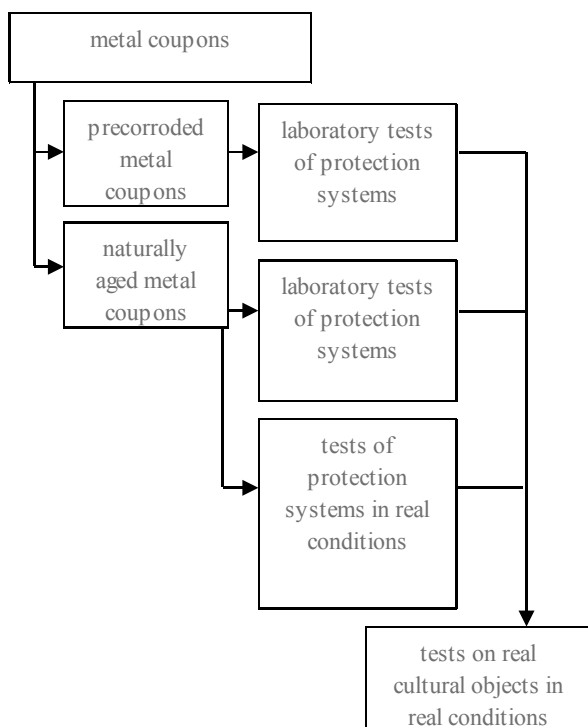 metal coupons
precorroded
metal
coupons
laboratory tests
of protection
systems
naturally
aged metal
coupons
laboratory tests
of protection
systems
tests of
protection
systems in real
conditions
tests on real
cultural objects in
real conditions